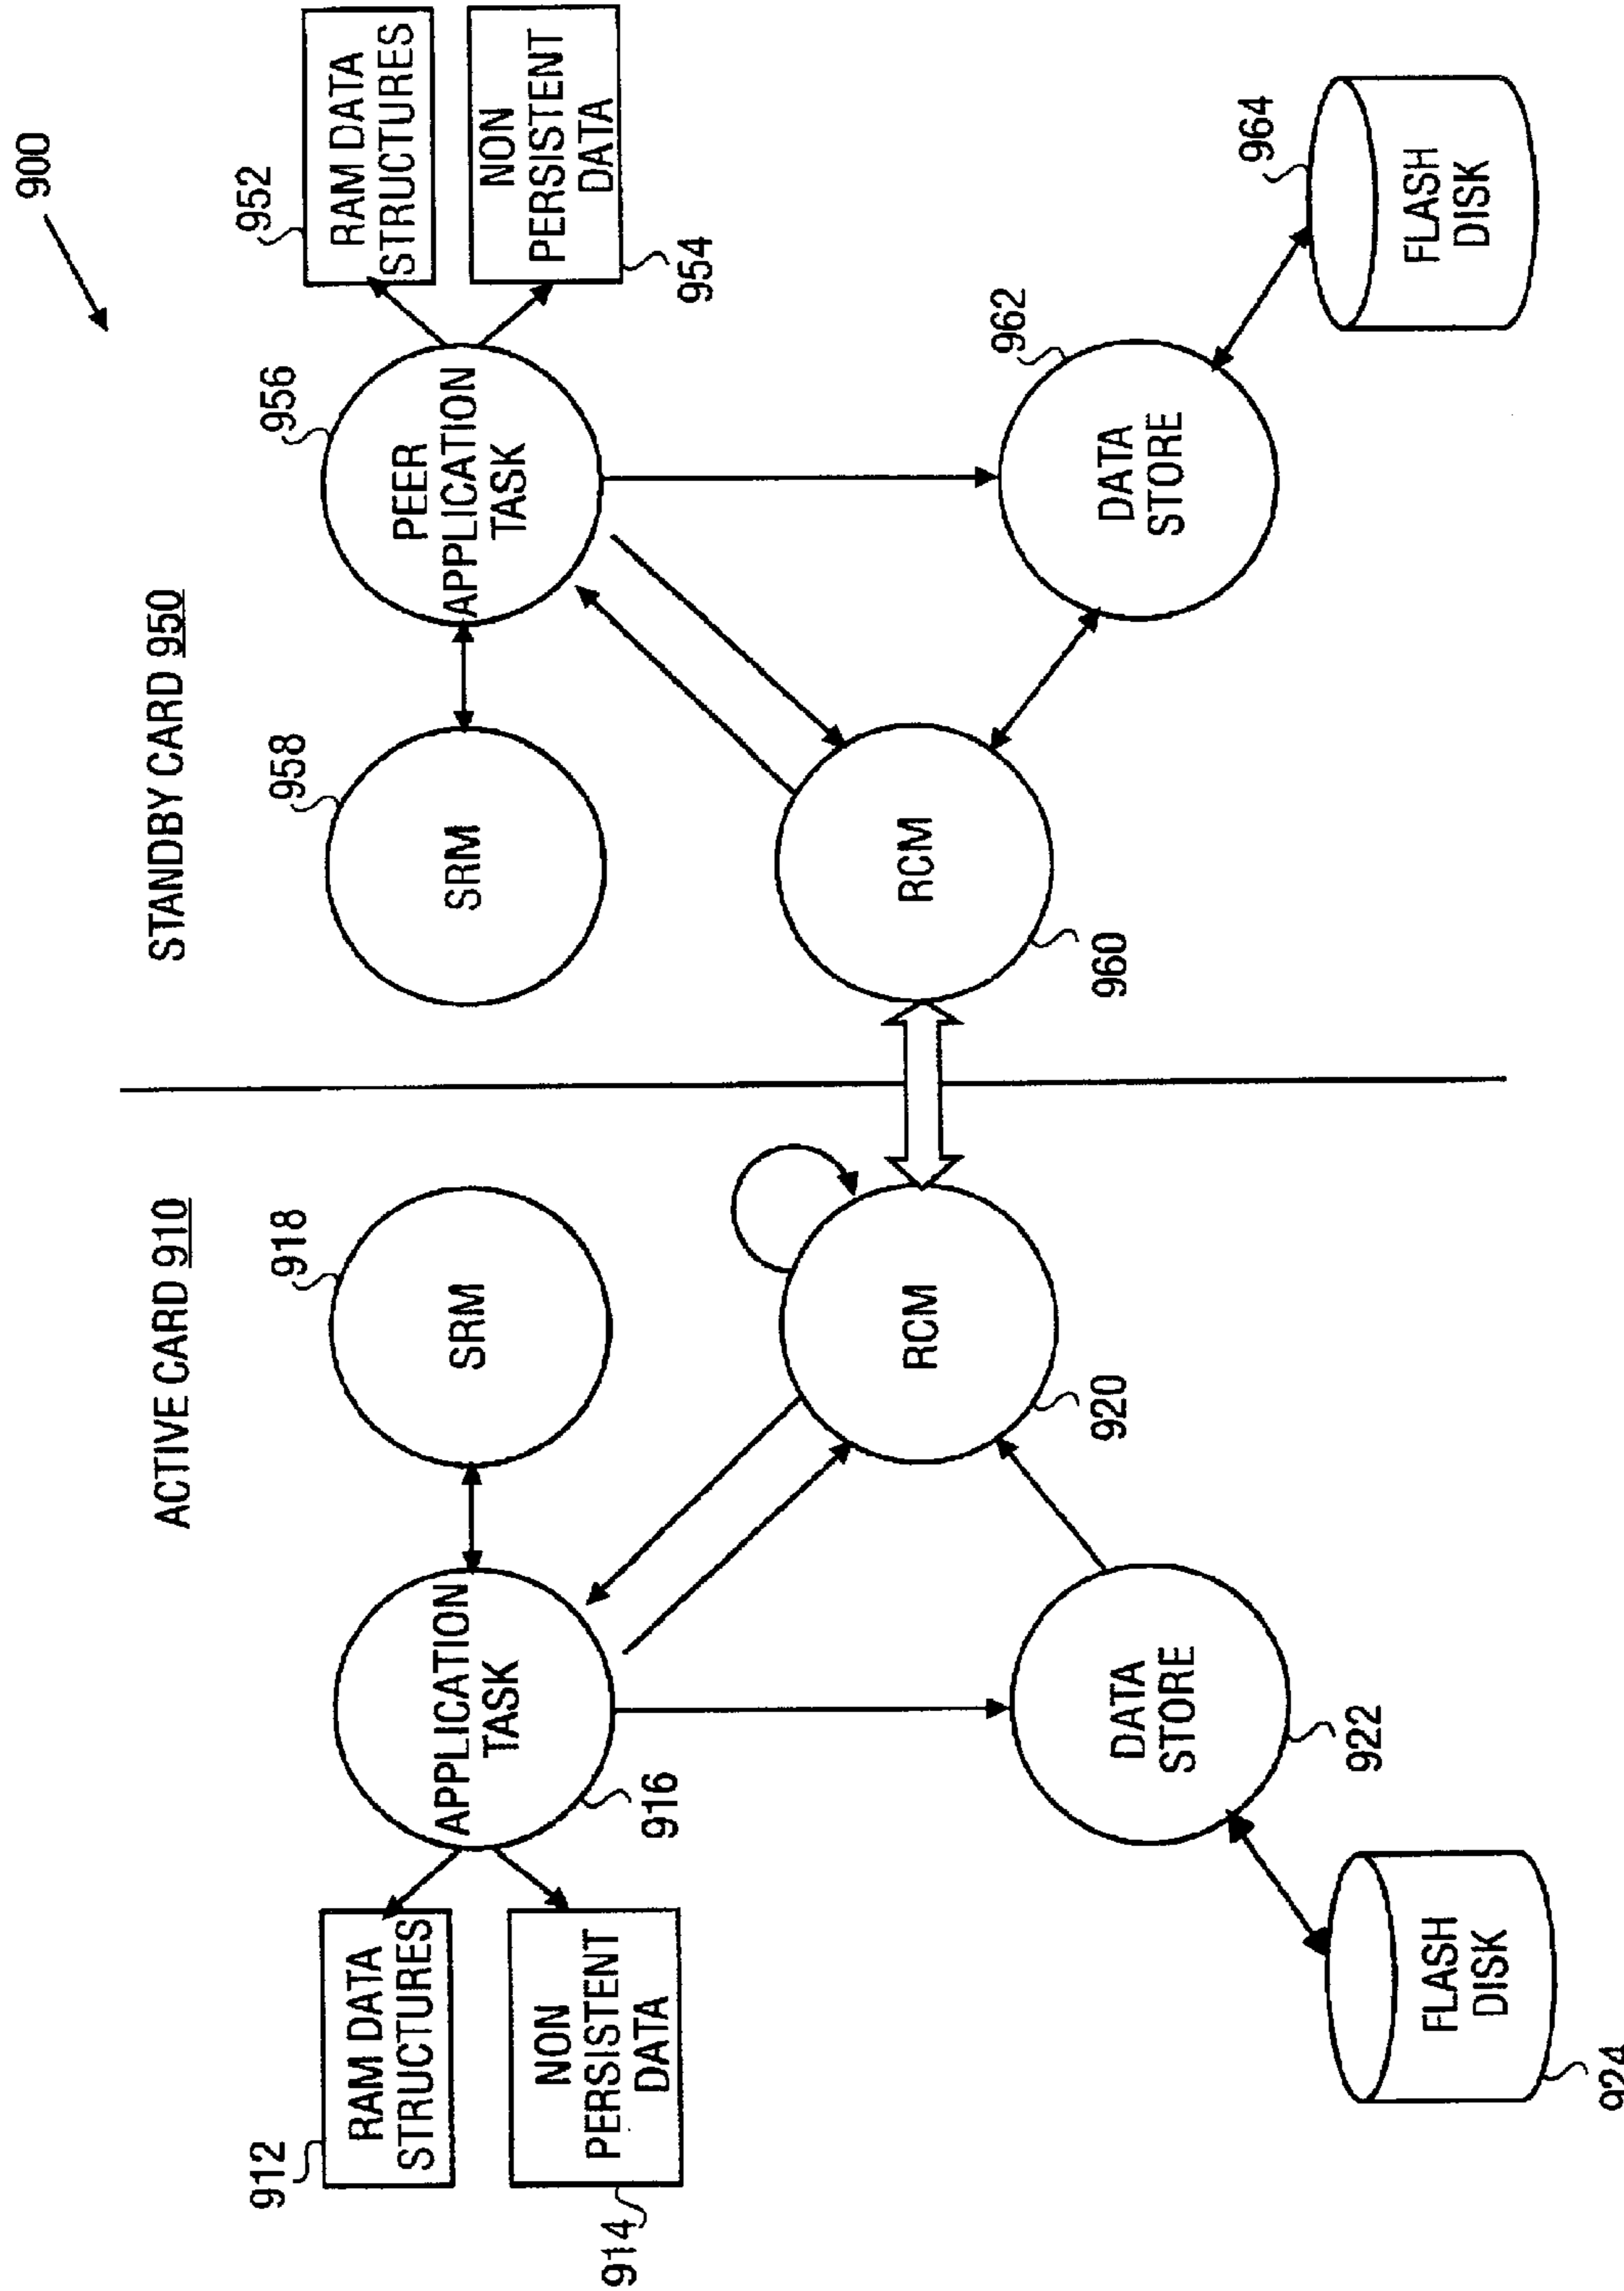 900
ACTIVE CARD 910
STANDBY CARD 950
912
RAM DATA
STRUCTURES
914
NON
PERSISTENT
DATA
APPLICATION
TASK
916
918
SRM
RCM
920
DATA
STORE
922
FLASH
DISK
924
958
SRM
956
PEER
APPLICATION
TASK
952
RAM DATA
STRUCTURES
NON
PERSISTENT
DATA
954
RCM
960
962
DATA
STORE
964
FLASH
DISK